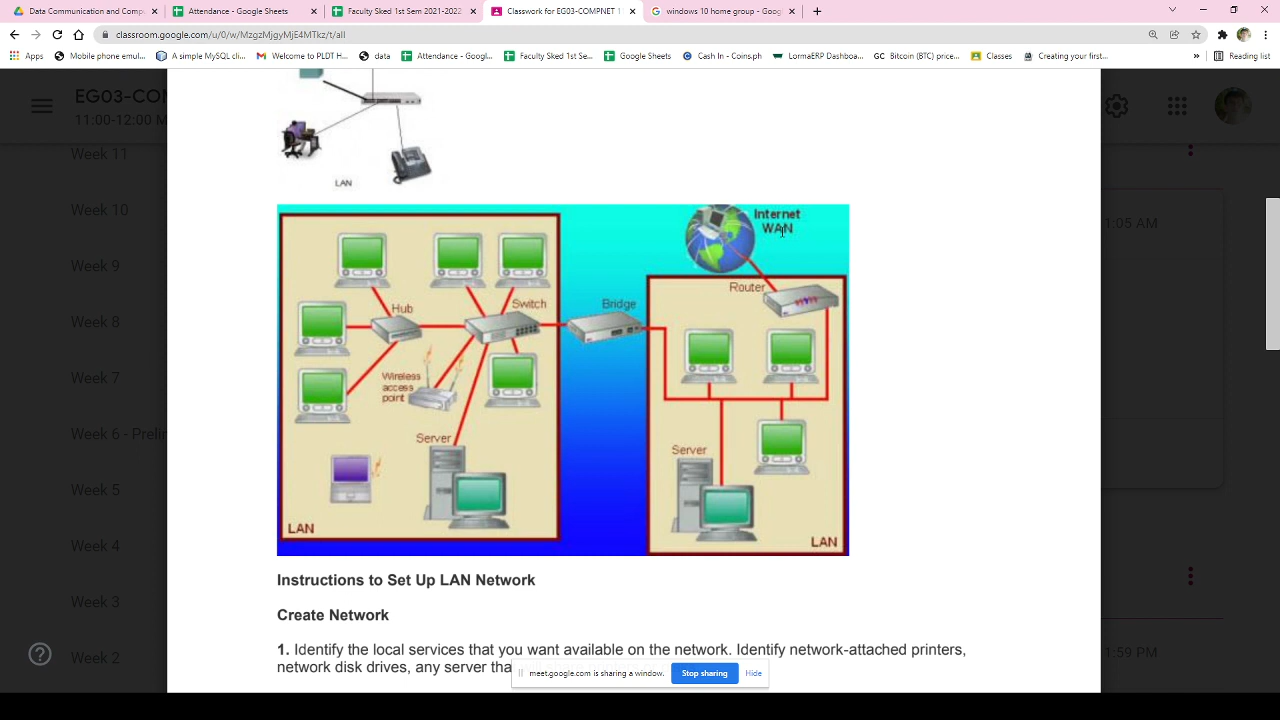 Data Communication and Compu
Attendance - Google Sheets
Faculty Sked 1st Sem 2021-2022
Classwork for EG03-COMPNET 1
windows 10 home group - Goog
classroom.google.com/u/0/w/MzgzMjgyMjE4MTkz/t/all
Apps
Mobile phone emul...
A simple MySQL cli...
Welcome to PLDT H...
data
Attendance - Googl...
Faculty Sked 1st Se...
Google Sheets
Cash In - Coins.ph
LormaERP Dashboa...
Bitcoin (BTC) price...
Classes
Creating your first...
Reading list
EG03-COM
11:00-12:00 M
Week 11
Week 10
Week 9
Week 8
Week 7
Week 6 - Prelin
Week 5
Week 4
Week 3
Week 2
1:05 AM
1:59 PM
LAN
Internet
WAN
Router
Hub
Switch
Bridge
Wireless
access
point
Server
Server
LAN
LAN
Instructions to Set Up LAN Network
Create Network
1. Identify the local services that you want available on the network. Identify network-attached printers,
network disk drives, any server tha
meet.google.com is sharing a window.
Stop sharing
Hide